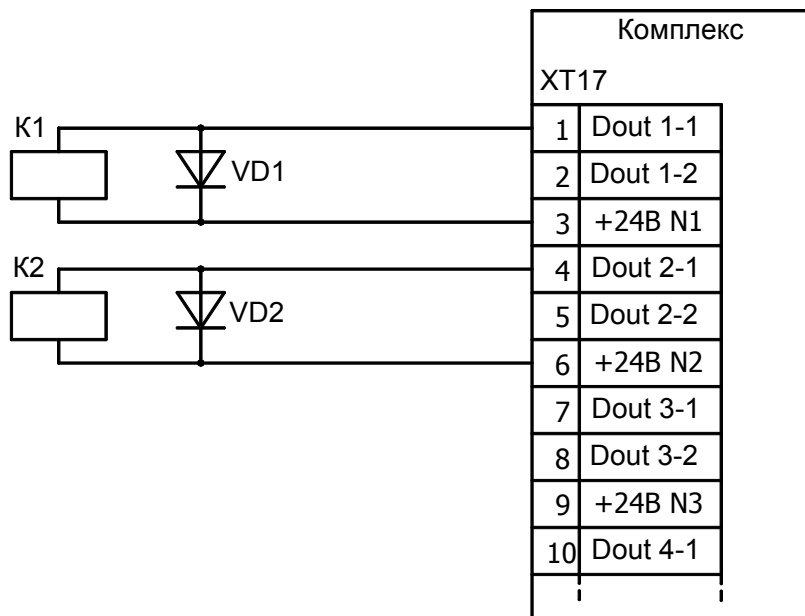 Комплекс
XT17
К1
VD1
1 Dout 1-1
2 Dout 1-2
3 +24В N1
К2
VD2
4 Dout 2-1
5 Dout 2-2
6 +24В N2
7 Dout 3-1
8 Dout 3-2
9 +24В N3
10 Dout 4-1